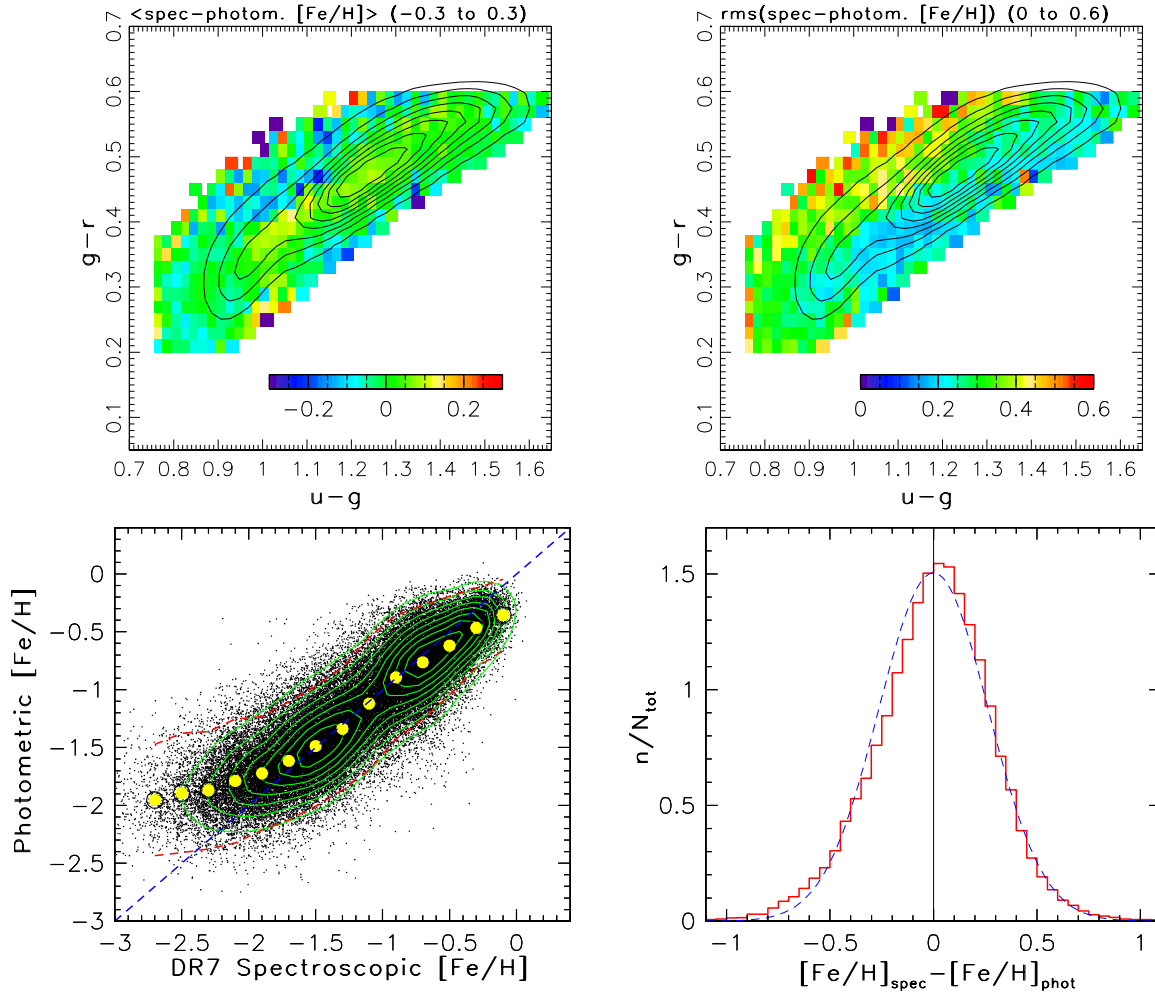 <spec-photom. [Fe/H]> (-0.3 to 0.3)
0.7
0.6
0.5
0.4
0.3
0.2
0.1
g-r
-0.2 0 0.2
0.7 0.8 0.9 1 1.1 1.2 1.3 1.4 1.5 1.6
u-g
rms(spec-photom. [Fe/H]) (0 to 0.6)
0.7
0.6
0.5
0.4
0.3
0.2
0.1
g-r
0 0.2 0.4 0.6
0.7 0.8 0.9 1 1.1 1.2 1.3 1.4 1.5 1.6
u-g
0
-0.5
-1
-1.5
-2
-2.5
-3
Photometric [Fe/H]
-3 -2.5 -2 -1.5 -1 -0.5 0
DR7 Spectroscopic [Fe/H]
1.5
1
0.5
0
n/Ntot
-1 -0.5 0 0.5 1
[Fe/H]spec-[Fe/H]phot